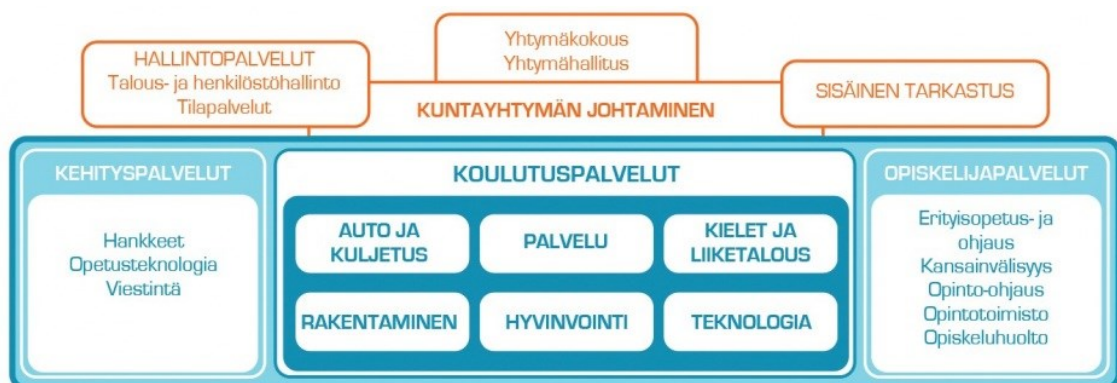 Yhtymäkokous
Yhtymähallitus
HALLINTOPALVELUT
Talous- ja henkilöstöhallinto
Tilapalvelut
SISÄINEN TARKASTUS
KUNTAYHTYMÄN JOHTAMINEN
KEHITYSPALVELUT
Hankkeet
Opetusteknologia
Viestintä
KOULUTUSPALVELUT
AUTO JA
KULJETUS
PALVELU
KIELET JA
LIIKETALOUS
RAKENTAMINEN
HYVINVOINTI
TEKNOLOGIA
OPISKELIJAPALVELUT
Erityisopetus- ja
ohjaus
Kansainvälisyys
Opinto-ohjaus
Opintotoimisto
Opiskeluhuolto